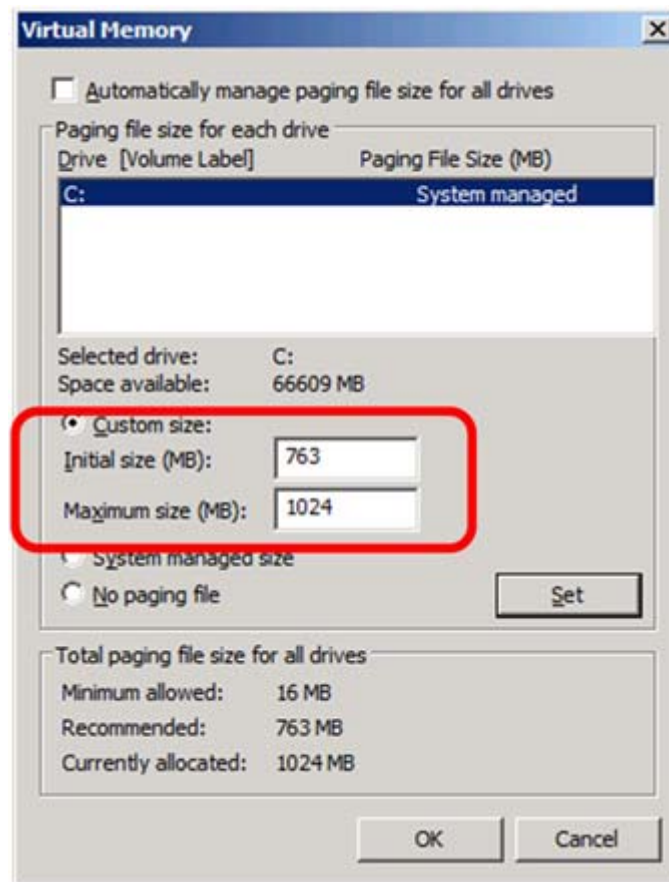 Virtual Memory
Automatically manage paging file size for all drives
Paging file size for each drive
Drive [Volume Label] Paging File Size (MB)
C: System managed
Selected drive: C:
Space available: 66609 MB
Custom size:
Initial size (MB): 763
Maximum size (MB): 1024
System managed size
No paging file Set
Total paging file size for all drives
Minimum allowed: 16 MB
Recommended: 763 MB
Currently allocated: 1024 MB
OK Cancel